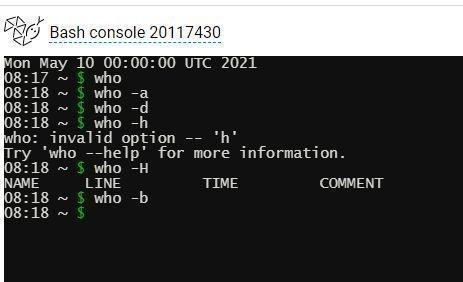 Bash console 20117430
Mon May 10 00:00:00 UTC 2021
08:17 ~ $ who
08:18 ~ $ who -a
08:18 ~ $ who -d
08:18 ~ $ who -h
who: invalid option -- 'h'
Try 'who --help' for more information.
08:18 ~ $ who -H
NAME     LINE         TIME         COMMENT
08:18 ~ $ who -b
08:18 ~ $